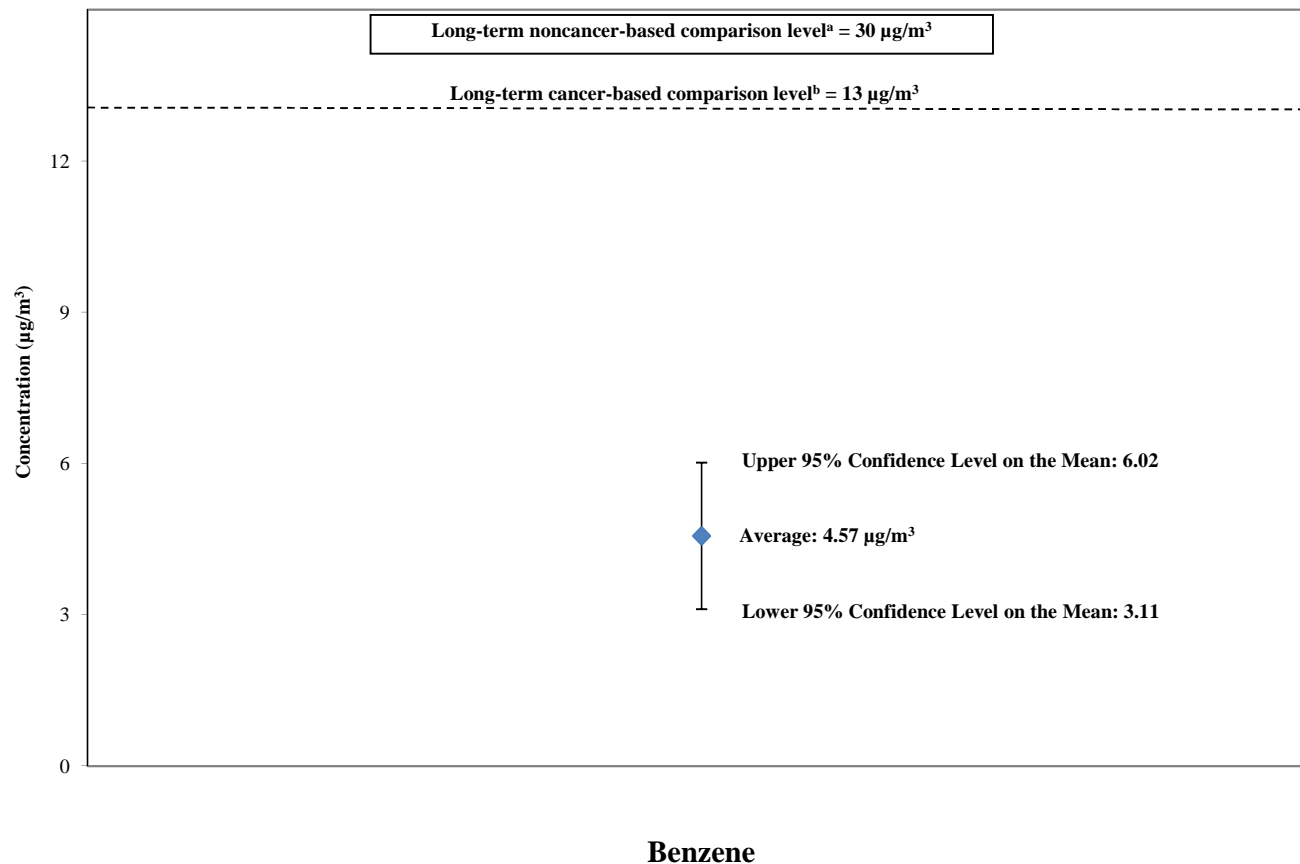 Long-term noncancer-based comparison levelᵃ = 30 µg/m³
Long-term cancer-based comparison levelᵇ = 13 µg/m³
12
9
6
3
0
Concentration (µg/m³)
Upper 95% Confidence Level on the Mean: 6.02
Average: 4.57 µg/m³
Lower 95% Confidence Level on the Mean: 3.11
Benzene